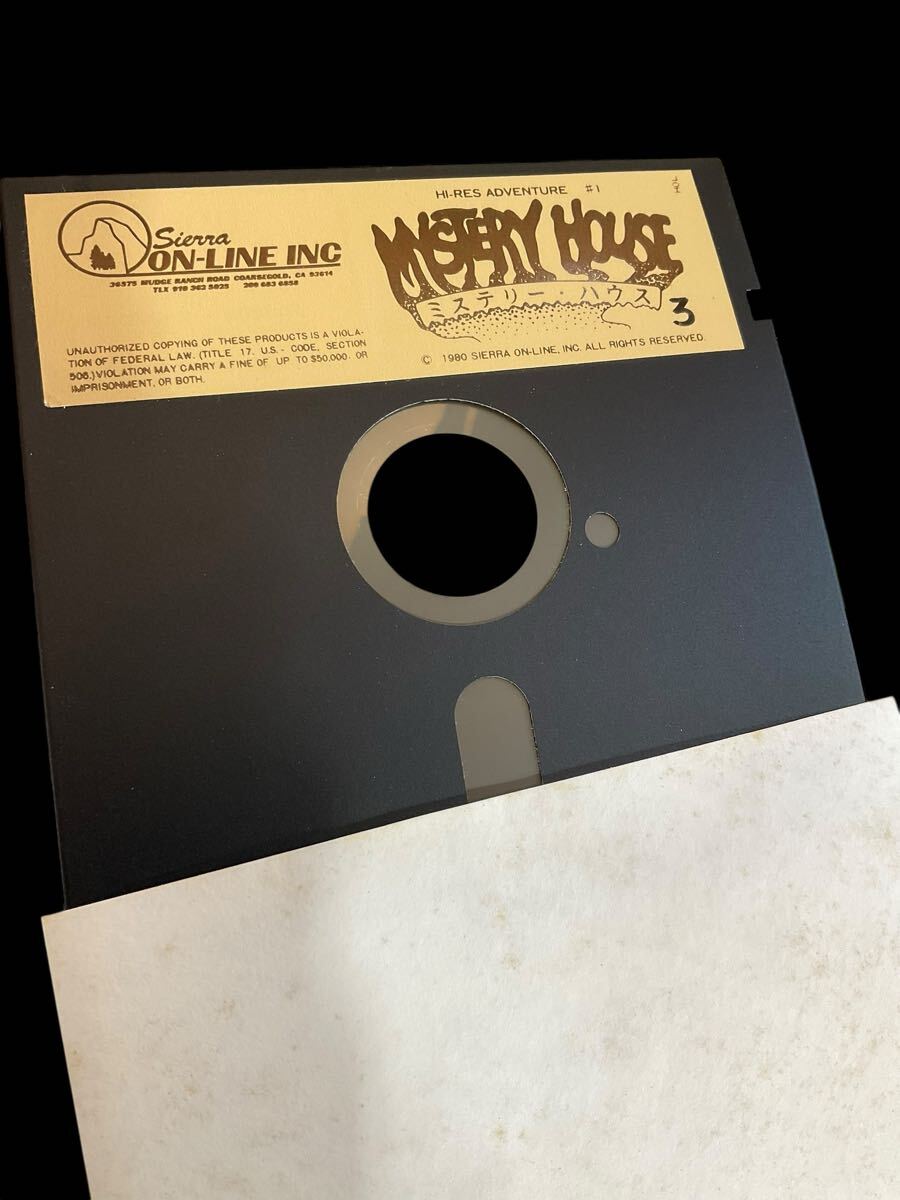 Sierra
ON-LINE INC
36575 MUDGE RANCH ROAD COARSEGOLD, CA 93614
TLX 910 362 5025 209 683 6858
UNAUTHORIZED COPYING OF THESE PRODUCTS IS A VIOLA-
TION OF FEDERAL LAW. (TITLE 17. U.S.- CODE, SECTION
506.) VIOLATION MAY CARRY A FINE OF UP TO $50,000. OR
IMPRISONMENT, OR BOTH.
HI-RES ADVENTURE #1
MYSTERY HOUSE
ミステリー・ハウス
3
© 1980 SIERRA ON-LINE, INC. ALL RIGHTS RESERVED.